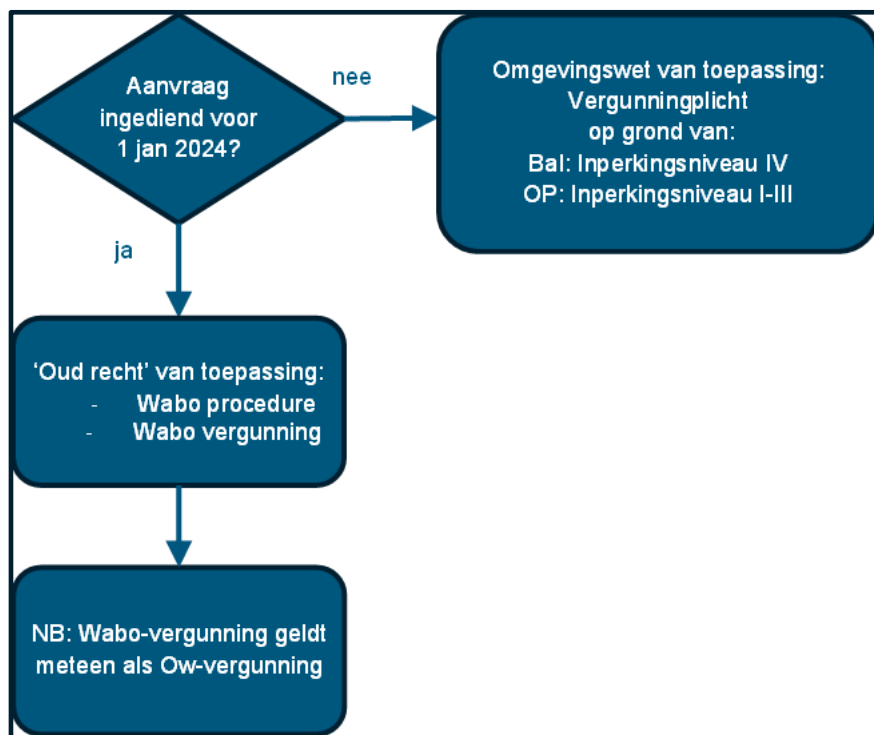 Aanvraag
ingediend voor
1 jan 2024?
nee
Omgevingswet van toepassing:
Vergunningplicht
op grond van:
Bal: Inperkingsniveau IV
OP: Inperkingsniveau I-III
ja
‘Oud recht’ van toepassing:
- Wabo procedure
- Wabo vergunning
NB: Wabo-vergunning geldt
meteen als Ow-vergunning